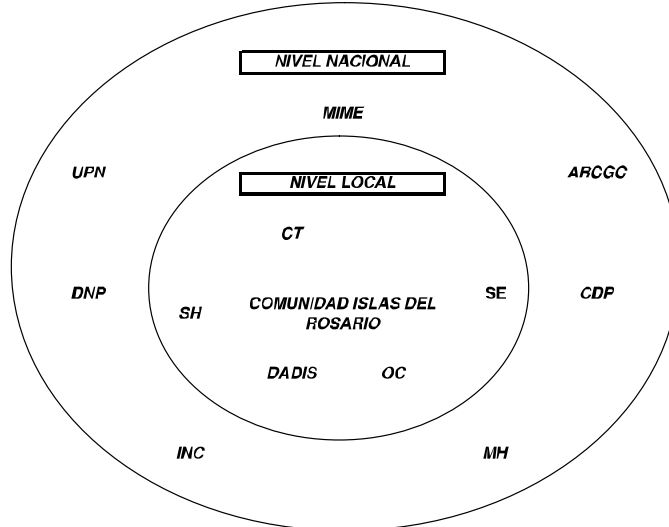 NIVEL NACIONAL
MIME
UPN
ARCGC
NIVEL LOCAL
CT
DNP
SH
COMUNIDAD ISLAS DEL
ROSARIO
SE
CDP
DADIS
OC
INC
MH